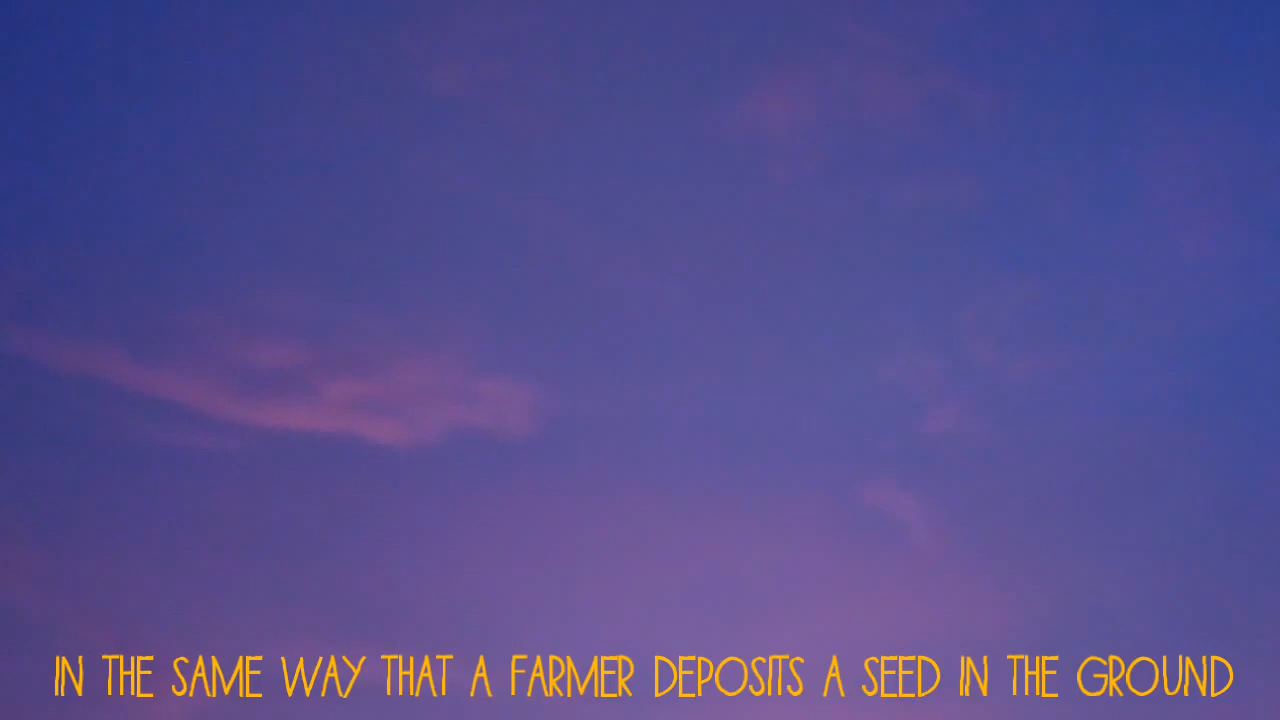 IN THE SAME WAY THAT A FARMER DEPOSITS A SEED IN THE GROUND